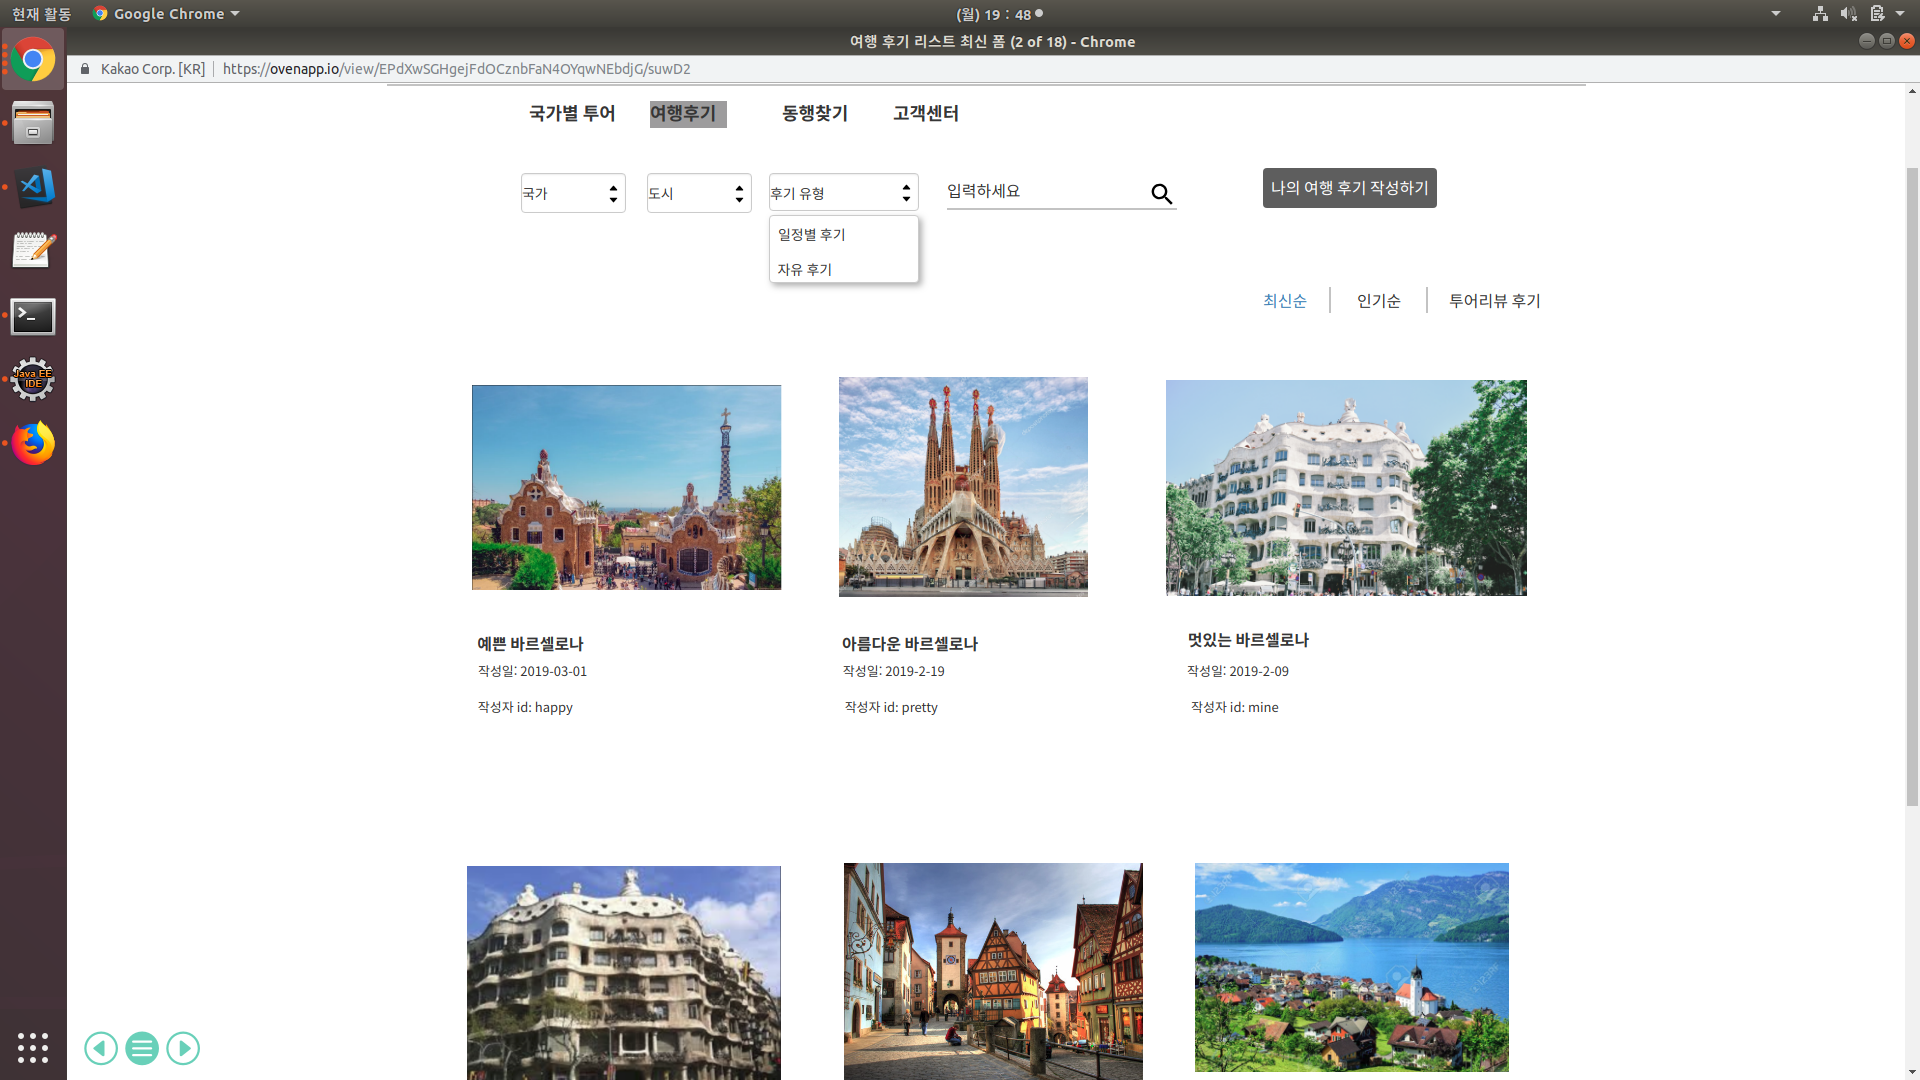 현재 활동 Google Chrome (월) 19 : 48
여행 후기 리스트 최신 폼 (2 of 18) - Chrome
Kakao Corp. [KR] https://ovenapp.io/view/EPdXwSGHgejFdOCznbFaN4OYqwNEbdjG/suwD2
국가별 투어 여행후기 동행찾기 고객센터
국가 도시 후기 유형 입력하세요 나의 여행 후기 작성하기
일정별 후기
자유 후기
최신순 인기순 투어리뷰 후기
예쁜 바르셀로나 아름다운 바르셀로나 멋있는 바르셀로나
작성일: 2019-03-01 작성일: 2019-2-19 작성일: 2019-2-09
작성자 id: happy 작성자 id: pretty 작성자 id: mine
Java EE
IDE